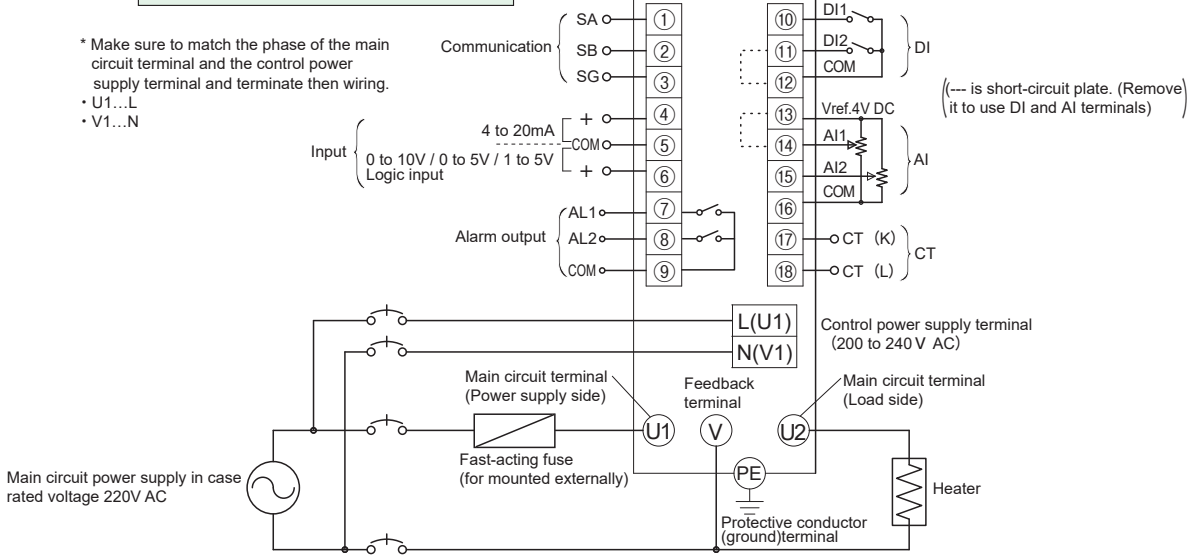 * Make sure to match the phase of the main
circuit terminal and the control power
supply terminal and terminate then wiring.
・U1…L
・V1…N
Communication
SA
SB
SG
①
②
③
Input
4 to 20mA
+
COM
0 to 10V / 0 to 5V / 1 to 5V
Logic input
+
④
⑤
⑥
Alarm output
AL1
AL2
COM
⑦
⑧
⑨
⑩
⑪
⑫
DI1
DI2
COM
DI
(--- is short-circuit plate. (Remove
it to use DI and AI terminals)
⑬
⑭
⑮
⑯
Vref.4V DC
AI1
AI2
COM
AI
⑰
⑱
CT (K)
CT (L)
CT
L(U1)
N(V1)
Control power supply terminal
(200 to 240 V AC)
Main circuit terminal
(Power supply side)
Feedback
terminal
Main circuit terminal
(Load side)
U1
V
U2
Fast-acting fuse
(for mounted externally)
PE
Main circuit power supply in case
rated voltage 220V AC
Heater
Protective conductor
(ground)terminal